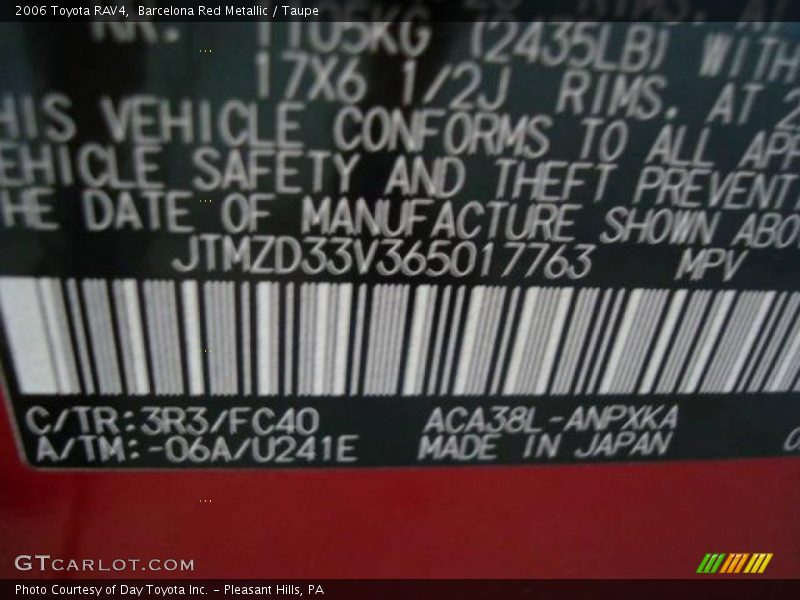 2006 Toyota RAV4, Barcelona Red Metallic / Taupe
RR. 1105KG (2435LB) WITH
17X6 1/2J RIMS. AT
HIS VEHICLE CONFORMS TO ALL APP
EHICLE SAFETY AND THEFT PREVENT
HE DATE OF MANUFACTURE SHOWN ABO
JTMZD33V365017763 MPV
C/TR:3R3/FC40 ACA38L-ANPXKA
A/TM:-06A/U241E MADE IN JAPAN
GTCARLOT.COM
Photo Courtesy of Day Toyota Inc. - Pleasant Hills, PA